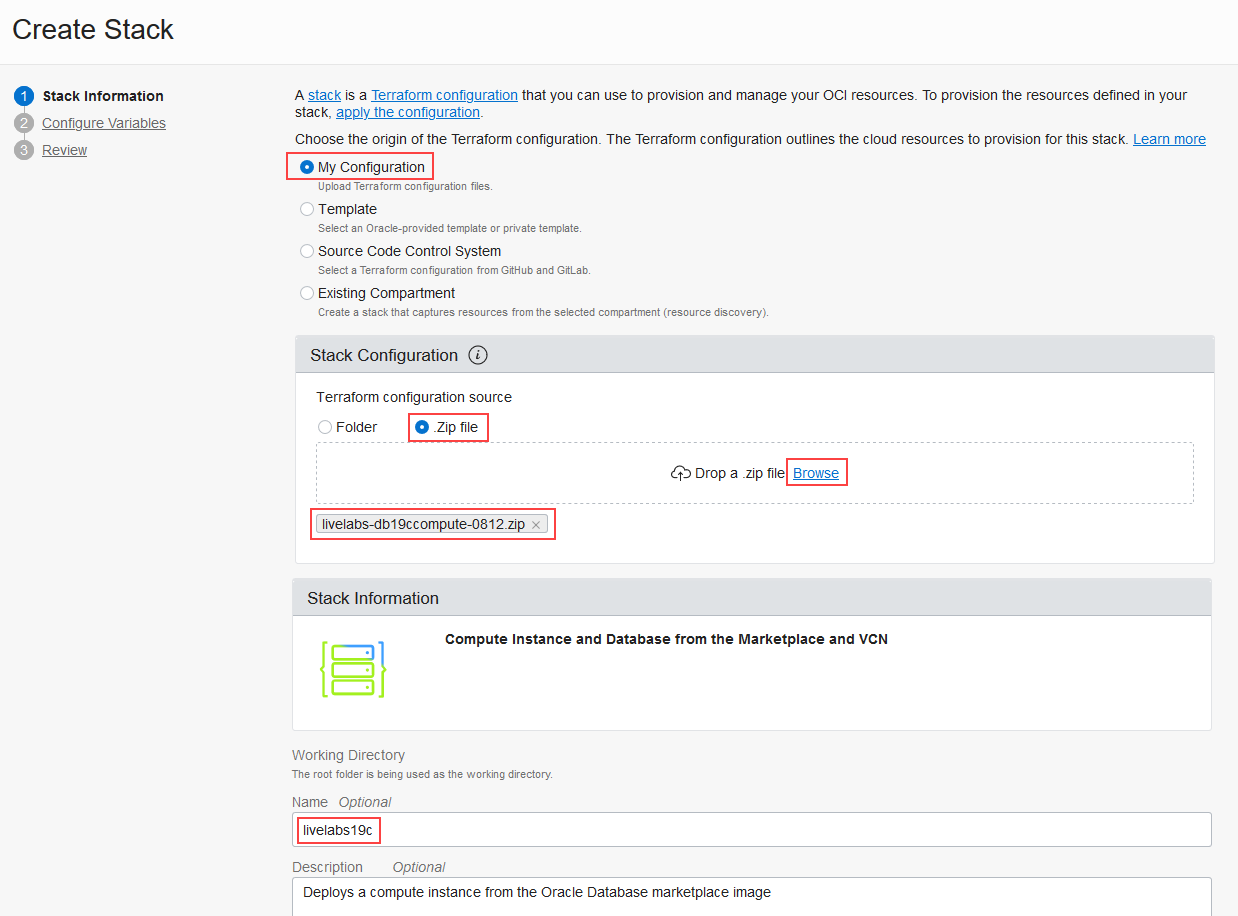 Create Stack
1 Stack Information
2 Configure Variables
3 Review
A stack is a Terraform configuration that you can use to provision and manage your OCI resources. To provision the resources defined in your
stack, apply the configuration.
Choose the origin of the Terraform configuration. The Terraform configuration outlines the cloud resources to provision for this stack. Learn more
My Configuration
Upload Terraform configuration files.
Template
Select an Oracle-provided template or private template.
Source Code Control System
Select a Terraform configuration from GitHub and GitLab.
Existing Compartment
Create a stack that captures resources from the selected compartment (resource discovery).
Stack Configuration i
Terraform configuration source
Folder .Zip file
Drop a .zip file Browse
livelabs-db19ccompute-0812.zip ×
Stack Information
Compute Instance and Database from the Marketplace and VCN
Working Directory
The root folder is being used as the working directory.
Name Optional
livelabs19c
Description Optional
Deploys a compute instance from the Oracle Database marketplace image